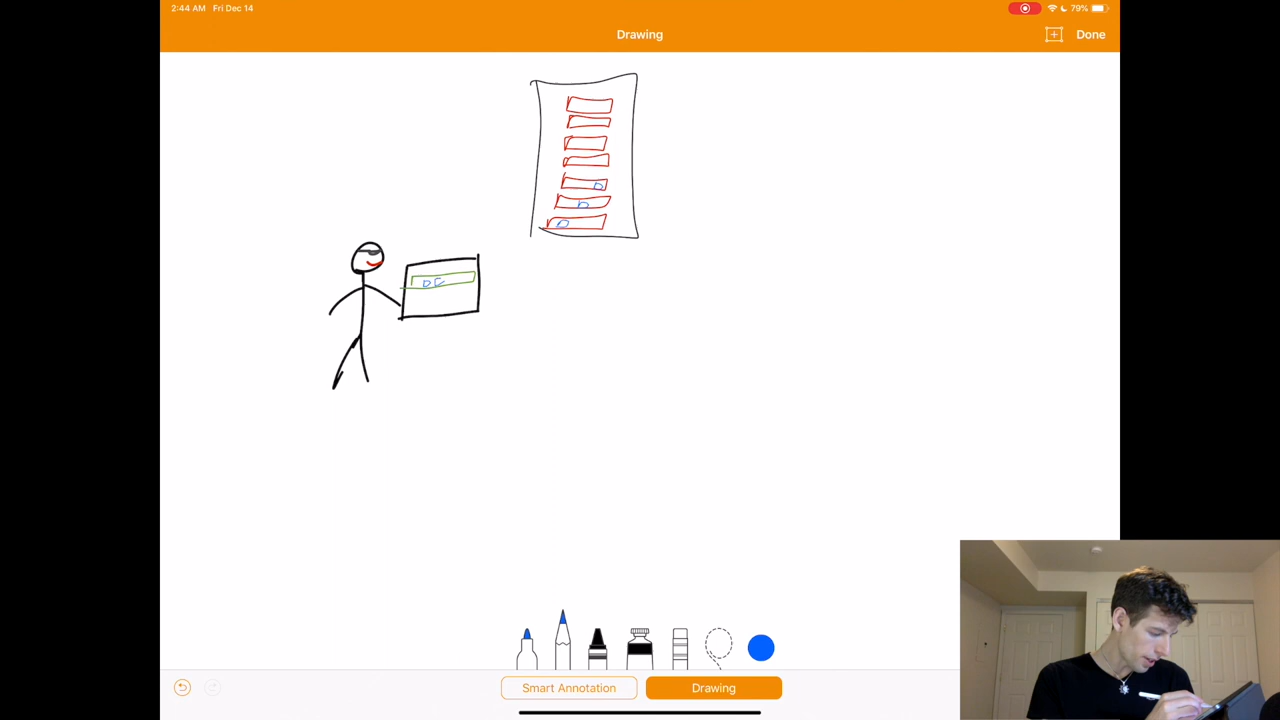 2:44 AM Fri Dec 14
79%
Drawing
Done
Smart Annotation
Drawing